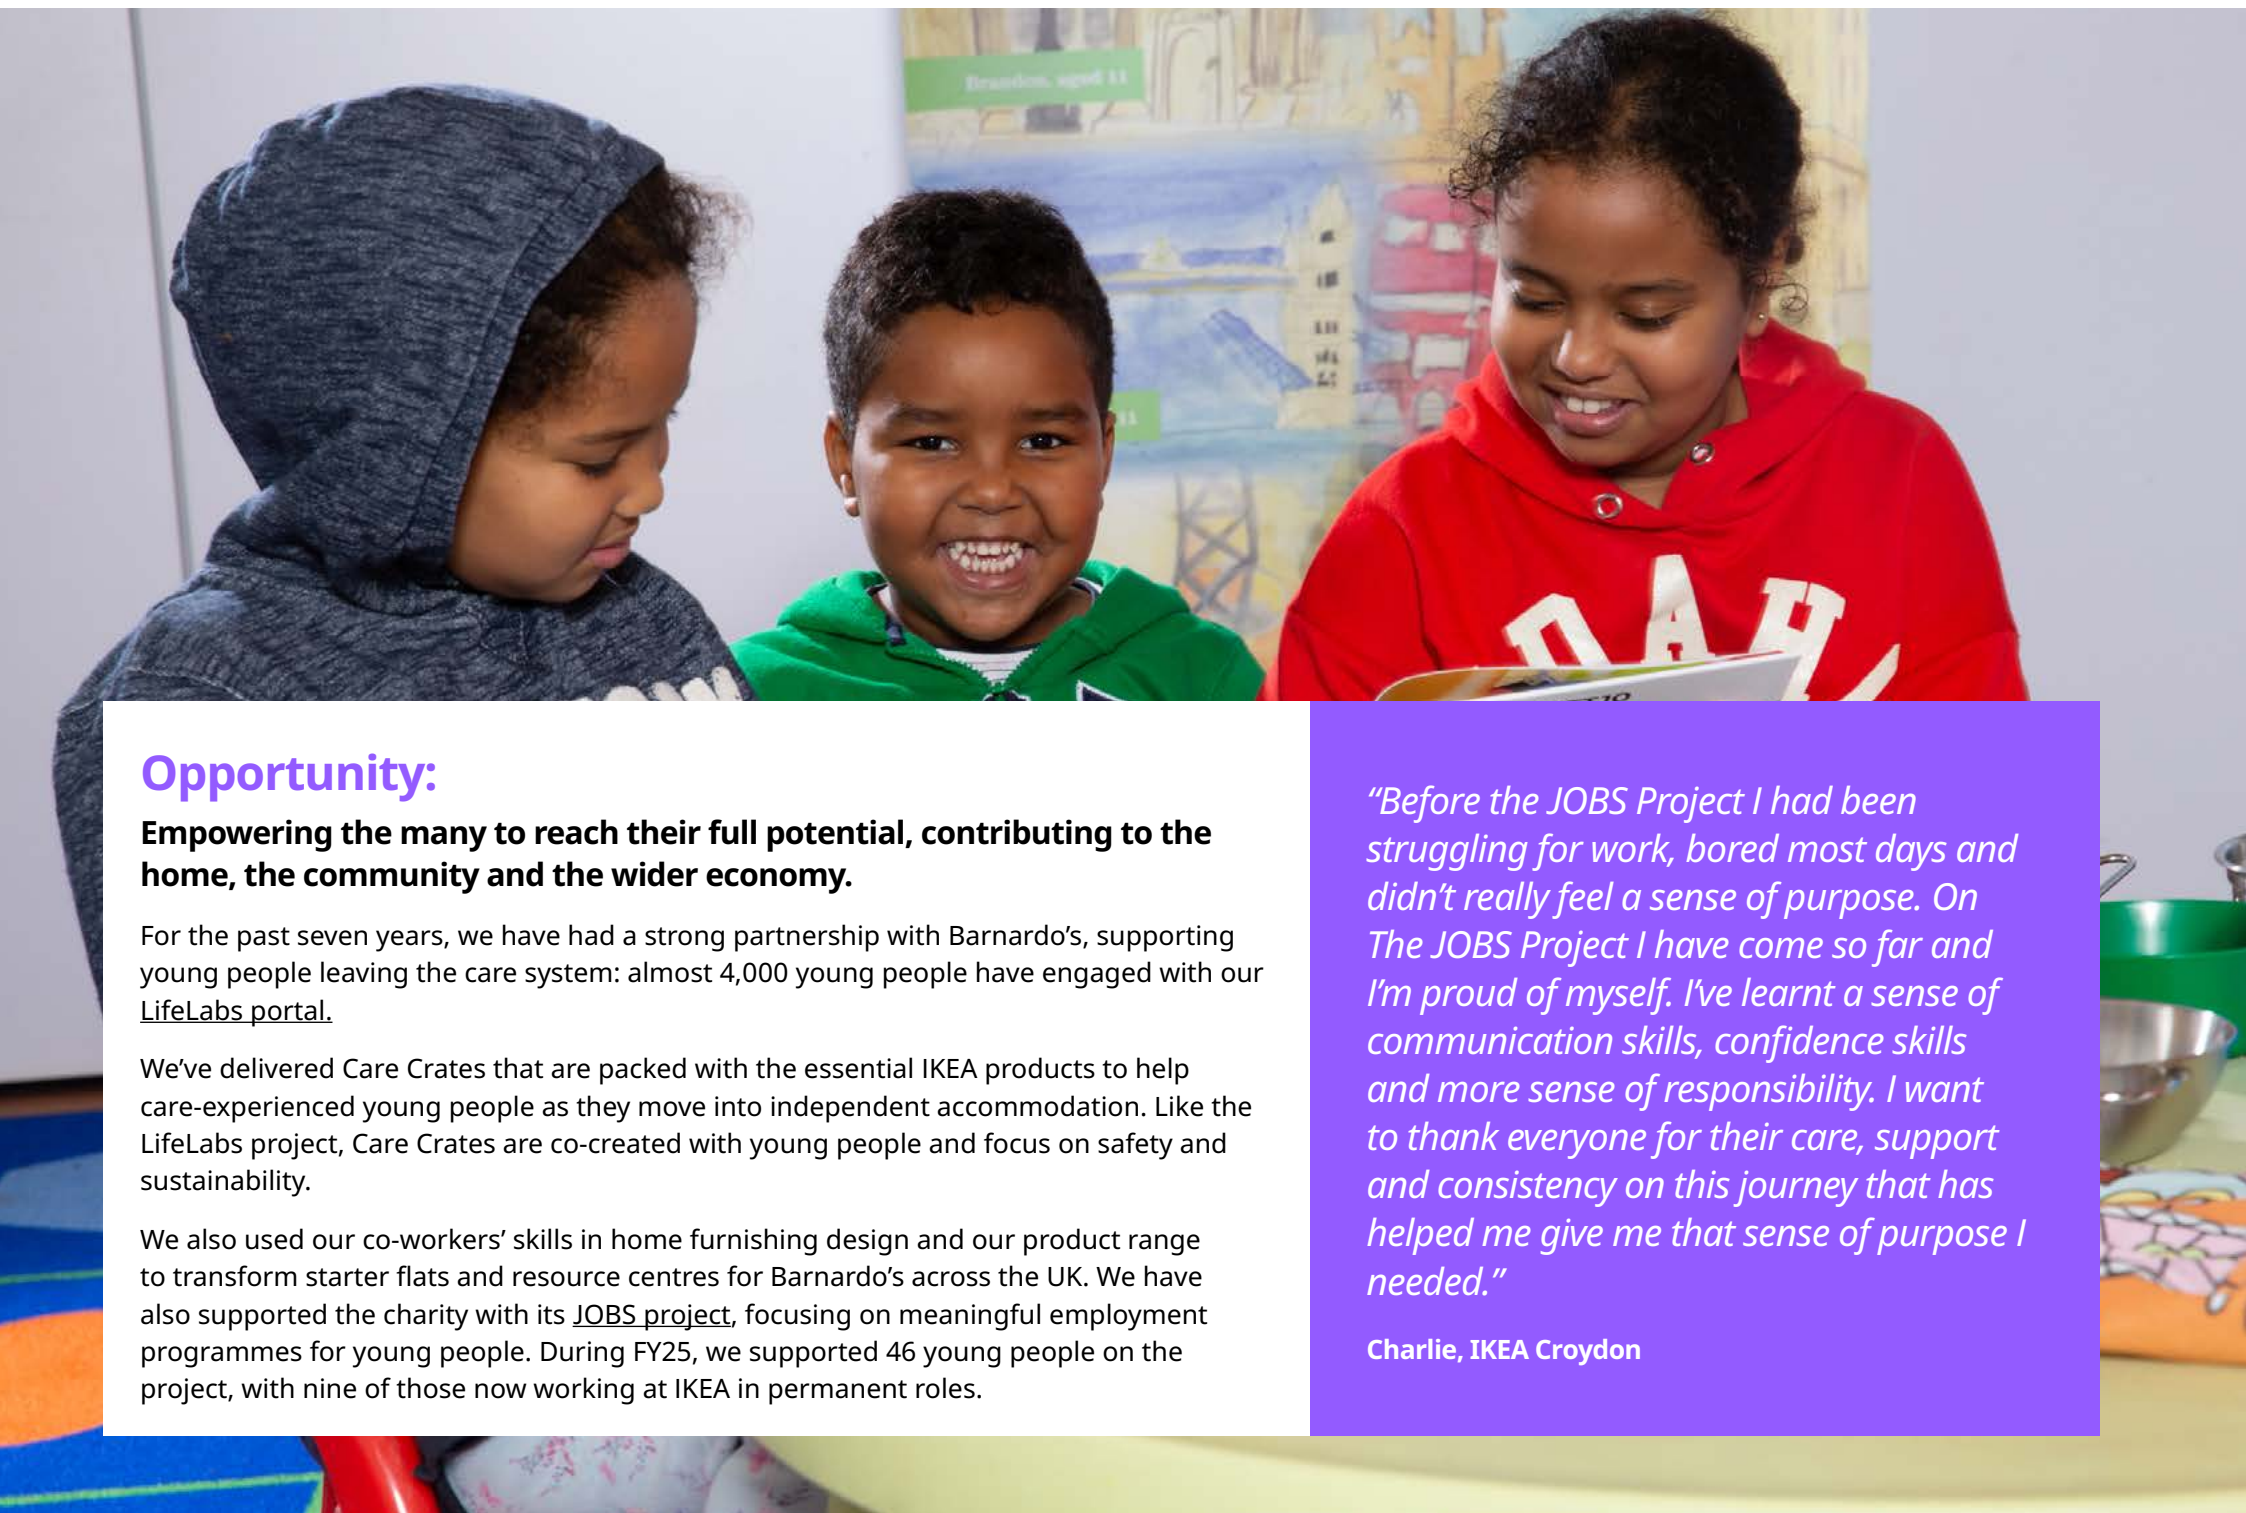 Brandon, aged 11
Opportunity:
Empowering the many to reach their full potential, contributing to the
home, the community and the wider economy.
For the past seven years, we have had a strong partnership with Barnardo’s, supporting
young people leaving the care system: almost 4,000 young people have engaged with our
LifeLabs portal.
We’ve delivered Care Crates that are packed with the essential IKEA products to help
care-experienced young people as they move into independent accommodation. Like the
LifeLabs project, Care Crates are co-created with young people and focus on safety and
sustainability.
We also used our co-workers’ skills in home furnishing design and our product range
to transform starter flats and resource centres for Barnardo’s across the UK. We have
also supported the charity with its JOBS project, focusing on meaningful employment
programmes for young people. During FY25, we supported 46 young people on the
project, with nine of those now working at IKEA in permanent roles.
“Before the JOBS Project I had been
struggling for work, bored most days and
didn’t really feel a sense of purpose. On
The JOBS Project I have come so far and
I’m proud of myself. I’ve learnt a sense of
communication skills, confidence skills
and more sense of responsibility. I want
to thank everyone for their care, support
and consistency on this journey that has
helped me give me that sense of purpose I
needed.”
Charlie, IKEA Croydon